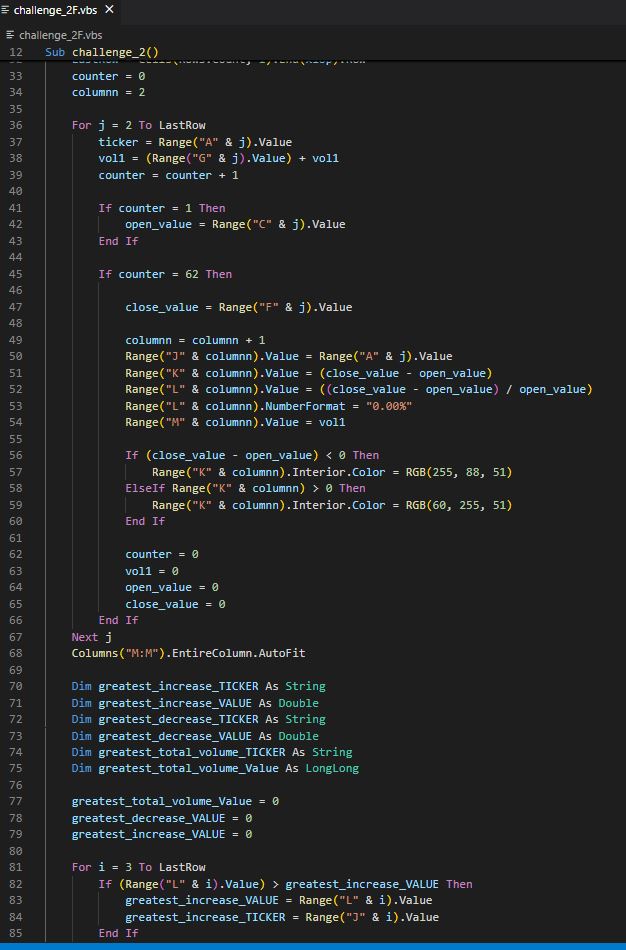 challenge_2F.vbs
challenge_2F.vbs
12 Sub challenge_2()
33 counter = 0
34 columnn = 2
35
36 For j = 2 To LastRow
37 ticker = Range("A" & j).Value
38 vol1 = (Range("G" & j).Value) + vol1
39 counter = counter + 1
40
41 If counter = 1 Then
42 open_value = Range("C" & j).Value
43 End If
44
45 If counter = 62 Then
46
47 close_value = Range("F" & j).Value
48
49 columnn = columnn + 1
50 Range("J" & columnn).Value = Range("A" & j).Value
51 Range("K" & columnn).Value = (close_value - open_value)
52 Range("L" & columnn).Value = ((close_value - open_value) / open_value)
53 Range("L" & columnn).NumberFormat = "0.00%"
54 Range("M" & columnn).Value = vol1
55
56 If (close_value - open_value) < 0 Then
57 Range("K" & columnn).Interior.Color = RGB(255, 88, 51)
58 ElseIf Range("K" & columnn) > 0 Then
59 Range("K" & columnn).Interior.Color = RGB(60, 255, 51)
60 End If
61
62 counter = 0
63 vol1 = 0
64 open_value = 0
65 close_value = 0
66 End If
67 Next j
68 Columns("M:M").EntireColumn.AutoFit
69
70 Dim greatest_increase_TICKER As String
71 Dim greatest_increase_VALUE As Double
72 Dim greatest_decrease_TICKER As String
73 Dim greatest_decrease_VALUE As Double
74 Dim greatest_total_volume_TICKER As String
75 Dim greatest_total_volume_Value As LongLong
76
77 greatest_total_volume_Value = 0
78 greatest_decrease_VALUE = 0
79 greatest_increase_VALUE = 0
80
81 For i = 3 To LastRow
82 If (Range("L" & i).Value) > greatest_increase_VALUE Then
83 greatest_increase_VALUE = Range("L" & i).Value
84 greatest_increase_TICKER = Range("J" & i).Value
85 End If